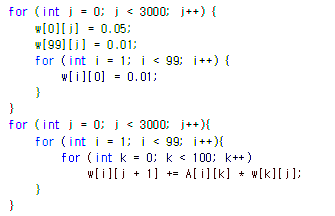 for (int j = 0; j < 3000; j++) {
    w[0][j] = 0.05;
    w[99][j] = 0.01;
    for (int i = 1; i < 99; i++) {
        w[i][0] = 0.01;
    }
}
for (int j = 0; j < 3000; j++){
    for (int i = 1; i < 99; i++){
        for (int k = 0; k < 100; k++)
            w[i][j + 1] += A[i][k] * w[k][j];
    }
}